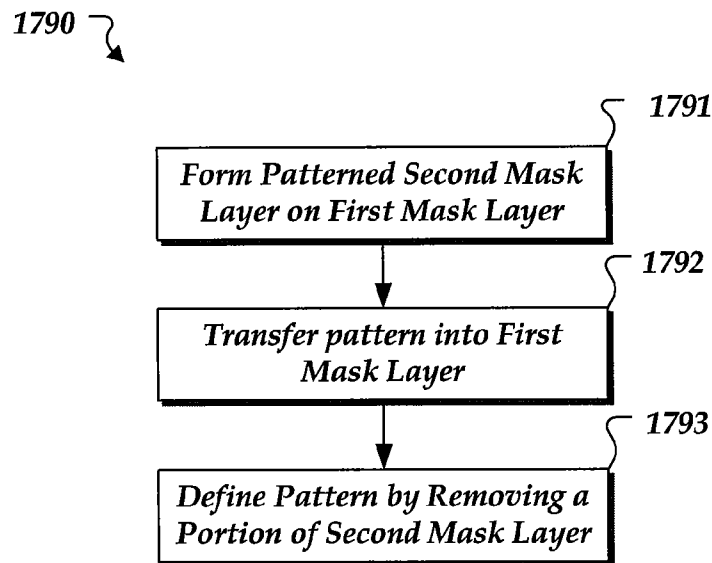 1790
1791
Form Patterned Second Mask
Layer on First Mask Layer
1792
Transfer pattern into First
Mask Layer
1793
Define Pattern by Removing a
Portion of Second Mask Layer